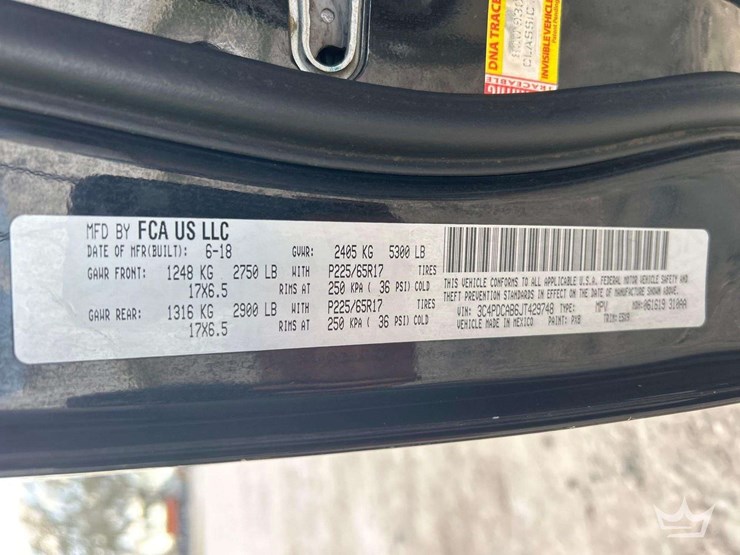 DNA TRACE
CLASSIC
INVISIBLE VEHICLE
TRACEABLE
MFD BY FCA US LLC
DATE OF MFR(BUILT): 6-18 GVWR: 2405 KG 5300 LB
GAWR FRONT: 1248 KG 2750 LB WITH P225/65R17 TIRES
17X6.5 RIMS AT 250 KPA ( 36 PSI) COLD
GAWR REAR: 1316 KG 2900 LB WITH P225/65R17 TIRES
17X6.5 RIMS AT 250 KPA ( 36 PSI) COLD
THIS VEHICLE CONFORMS TO ALL APPLICABLE U.S.A. FEDERAL MOTOR VEHICLE SAFETY AND
THEFT PREVENTION STANDARDS IN EFFECT ON THE DATE OF MANUFACTURE SHOWN ABOVE.
VIN: 3C4PDCAB6JT429748 TYPE: MPV
VEHICLE MADE IN MEXICO PAINT: PXB TRIM: